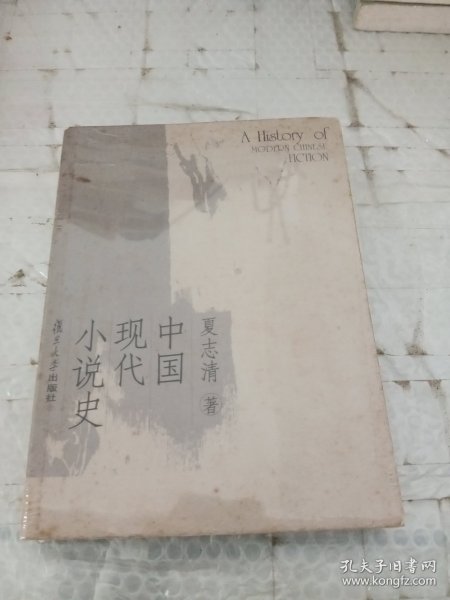 A History of
MODERN CHINESE
FICTION
夏志清 著
中国
现代
小说史
复旦大学出版社
孔夫子旧书网
www.kongfz.com